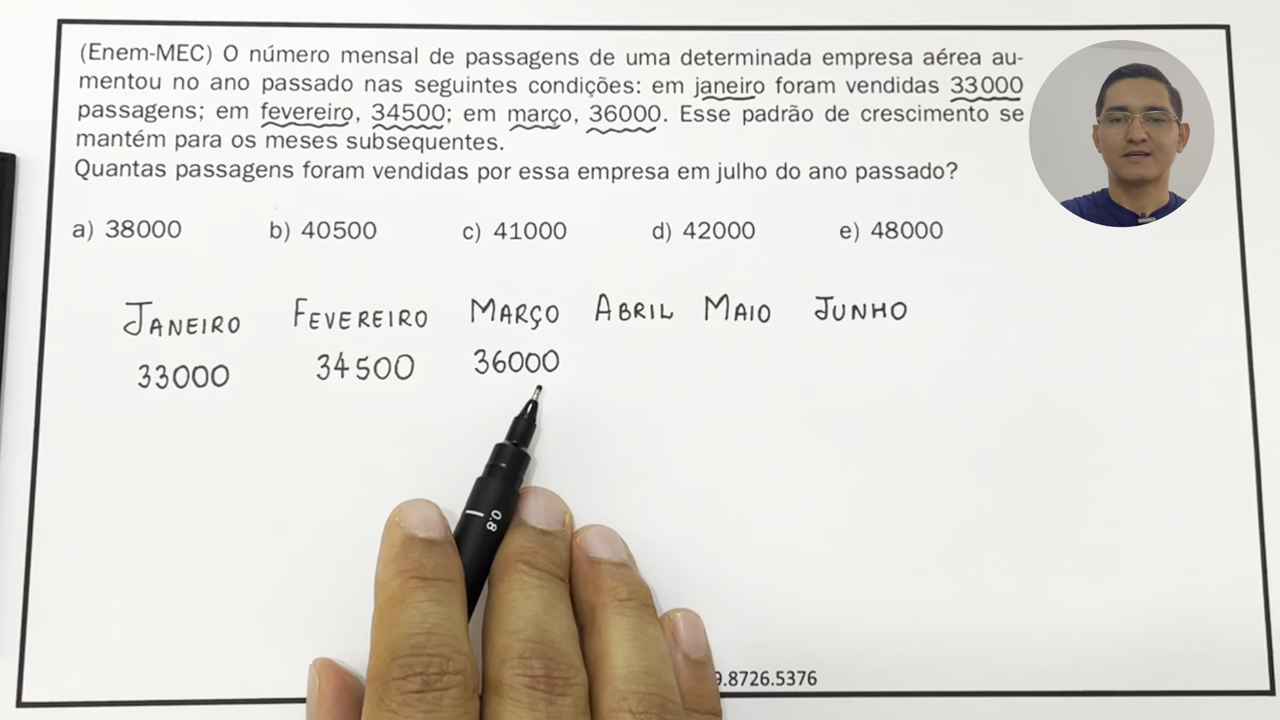 (Enem-MEC) O número mensal de passagens de uma determinada empresa aérea au-
mentou no ano passado nas seguintes condições: em janeiro foram vendidas 33000
passagens; em fevereiro, 34500; em março, 36000. Esse padrão de crescimento se
mantém para os meses subsequentes.
Quantas passagens foram vendidas por essa empresa em julho do ano passado?
a) 38000 b) 40500 c) 41000 d) 42000 e) 48000
JANEIRO FEVEREIRO MARÇO ABRIL MAIO JUNHO
33000 34500 36000
0.8
9.8726.5376